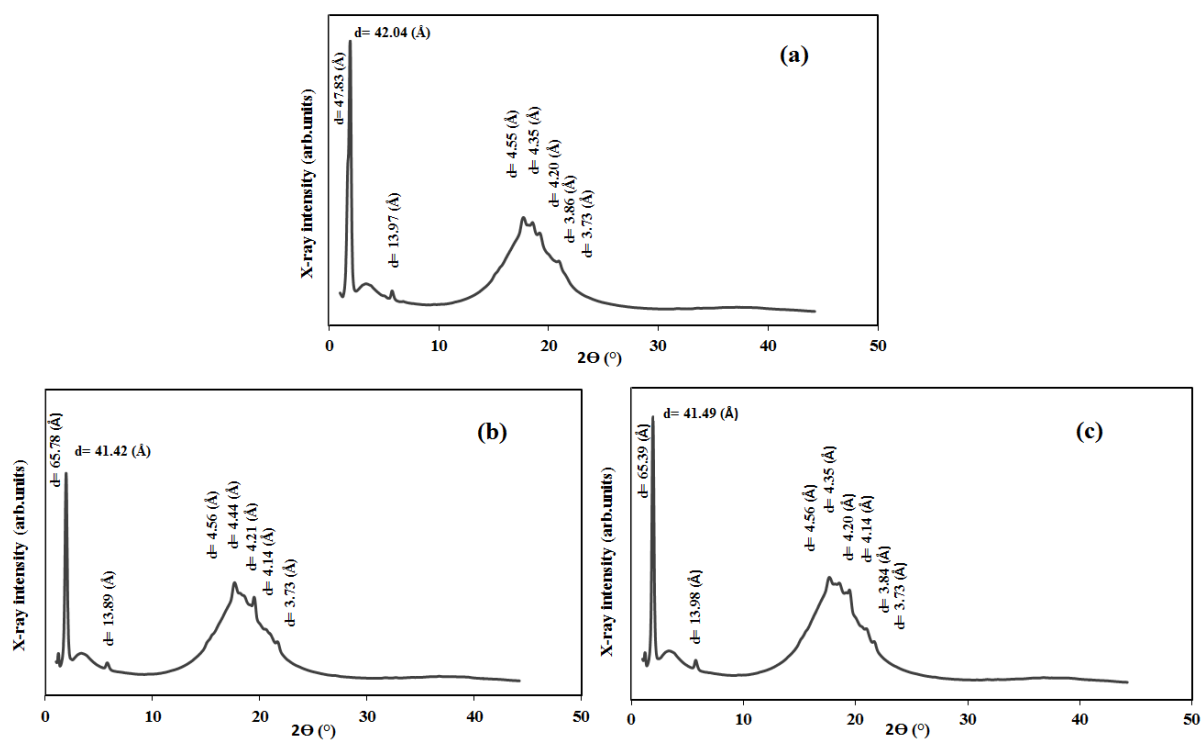 d= 42.04 (Å)
(a)
d= 47.83 (Å)
d= 13.97 (Å)
d= 4.55 (Å)
d= 4.35 (Å)
d= 4.20 (Å)
d= 3.86 (Å)
d= 3.73 (Å)
X-ray intensity (arb.units)
0 10 20 30 40 50
2Ɵ (°)
d= 65.78 (Å)
d= 41.42 (Å)
(b)
d= 13.89 (Å)
d= 4.56 (Å)
d= 4.44 (Å)
d= 4.21 (Å)
d= 4.14 (Å)
d= 3.73 (Å)
X-ray intensity (arb.units)
0 10 20 30 40 50
2Ɵ (°)
d= 65.39 (Å)
d= 41.49 (Å)
(c)
d= 13.98 (Å)
d= 4.56 (Å)
d= 4.35 (Å)
d= 4.20 (Å)
d= 4.14 (Å)
d= 3.84 (Å)
d= 3.73 (Å)
X-ray intensity (arb.units)
0 10 20 30 40 50
2Ɵ (°)